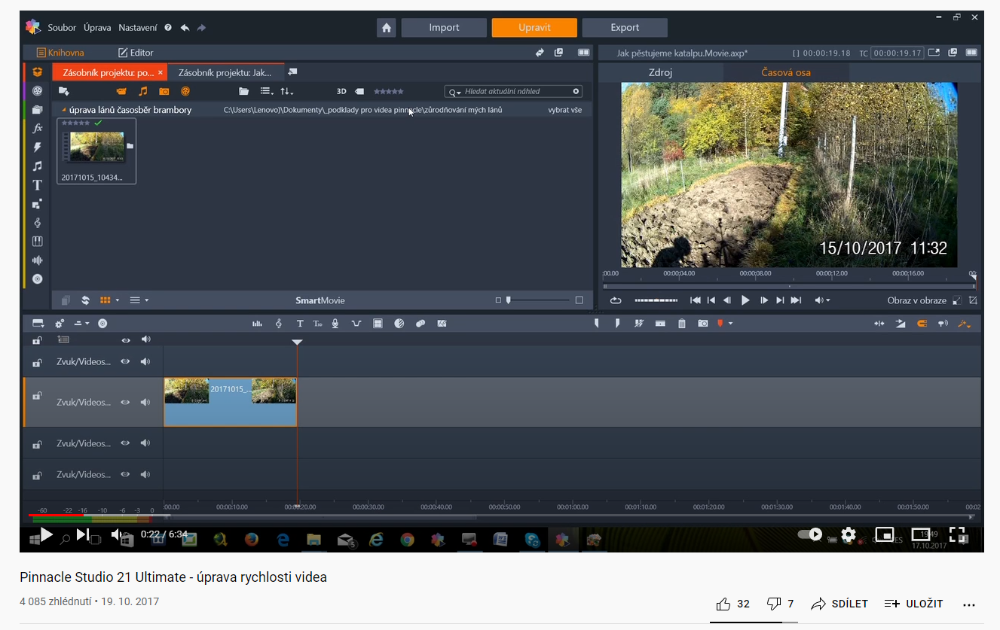 Soubor Úprava Nastavení
Import Upravit Export
Knihovna Editor
Jak pěstujeme katalpu.Movie.axp* [ ] 00:00:19.18 TC 00:00:19.17
Zásobník projektu: po... × Zásobník projektu: Jak...
Zdroj Časová osa
3D Hledat aktuální náhled
úprava lánů časosběr brambory C:\Users\Lenovo)\Dokumenty\_podklady pro videa pinnacle\zúrodňování mých lánů vybrat vše
20171015_10434...
15/10/2017 11:32
:00.00 00:00:04.00 00:00:08.00 00:00:12.00 00:00:16.00 00:
SmartMovie
Obraz v obraze
Zvuk/Videos...
20171015_...
Zvuk/Videos...
Zvuk/Videos...
Zvuk/Videos...
-60 -22 -16 -10 -6 -3 0 :00.00 00:00:10.00 00:00:20.00 00:00:30.00 00:00:40.00 00:00:50.00 00:01:00.00 00:01:10.00 00:01:20.00 00:01:30.00 00:01:40.00 00:01:50.00 00:02
0:22 / 6:34
19:49
17.10.2017
Pinnacle Studio 21 Ultimate - úprava rychlosti videa
4 085 zhlédnutí • 19. 10. 2017
32 7 SDÍLET ULOŽIT ...